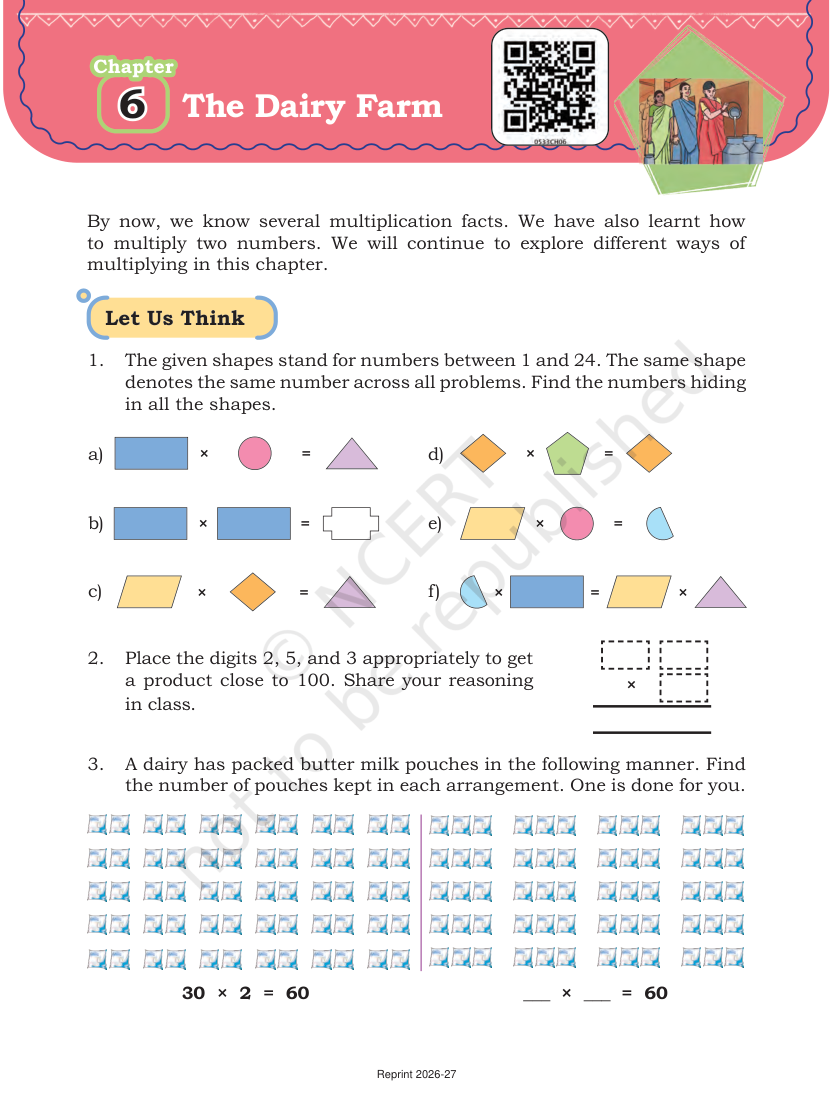 Chapter
6
The Dairy Farm
0533CH06
By now, we know several multiplication facts. We have also learnt how
to multiply two numbers. We will continue to explore different ways of
multiplying in this chapter.
Let Us Think
1. The given shapes stand for numbers between 1 and 24. The same shape
denotes the same number across all problems. Find the numbers hiding
in all the shapes.
a) × =
d) × =
b) × =
e) × =
c) × =
f) × = ×
2. Place the digits 2, 5, and 3 appropriately to get
a product close to 100. Share your reasoning
in class.
×
3. A dairy has packed butter milk pouches in the following manner. Find
the number of pouches kept in each arrangement. One is done for you.
30 × 2 = 60
___ × ___ = 60
© NCERT
not to be republished
Reprint 2026-27